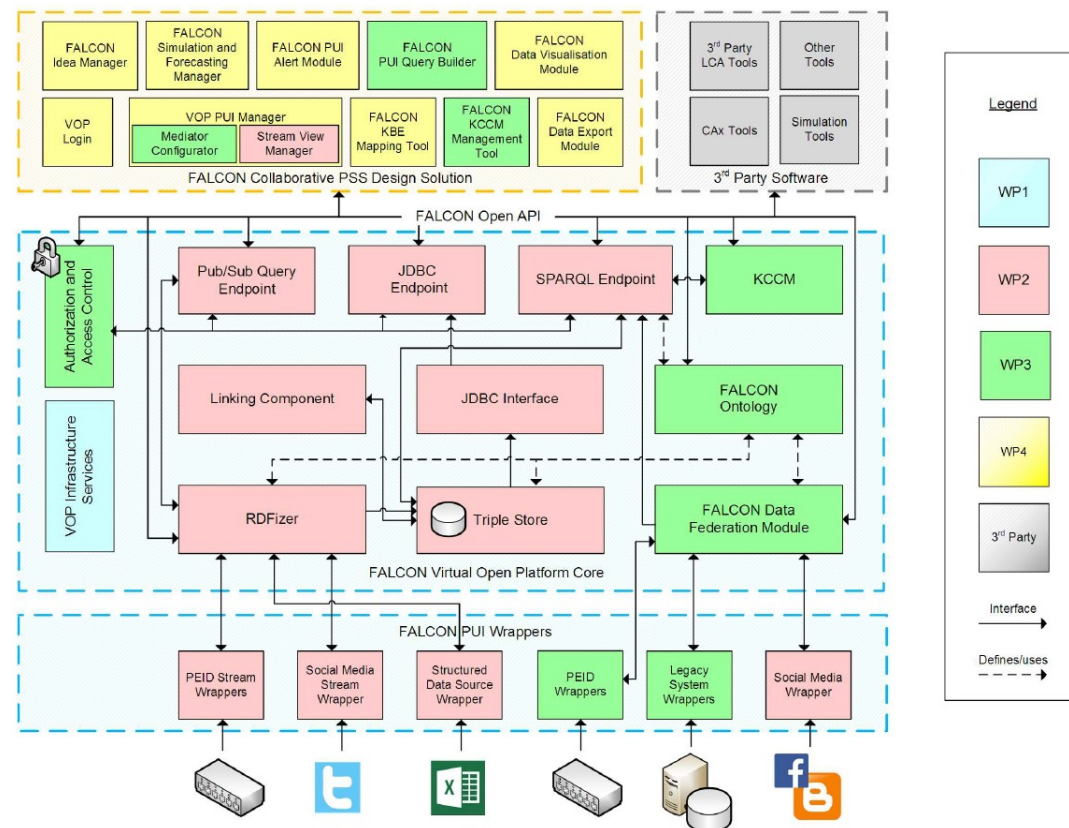 FALCON
Idea Manager
FALCON
Simulation and
Forecasting
Manager
FALCON PUI
Alert Module
FALCON
PUI Query Builder
FALCON
Data Visualisation
Module
VOP
Login
VOP PUI Manager
Mediator
Configurator
Stream View
Manager
FALCON
KBE
Mapping Tool
FALCON
KCCM
Management
Tool
FALCON
Data Export
Module
FALCON Collaborative PSS Design Solution
3rd Party
LCA Tools
Other
Tools
CAx Tools
Simulation
Tools
3rd Party Software
FALCON Open API
Authorization and
Access Control
Pub/Sub Query
Endpoint
JDBC
Endpoint
SPARQL Endpoint
KCCM
Linking Component
JDBC Interface
FALCON
Ontology
VOP Infrastructure
Services
RDFizer
Triple Store
FALCON Data
Federation Module
FALCON Virtual Open Platform Core
FALCON PUI Wrappers
PEID Stream
Wrappers
Social Media
Stream
Wrapper
Structured
Data Source
Wrapper
PEID
Wrappers
Legacy
System
Wrappers
Social Media
Wrapper
Legend
WP1
WP2
WP3
WP4
3rd Party
Interface
Defines/uses